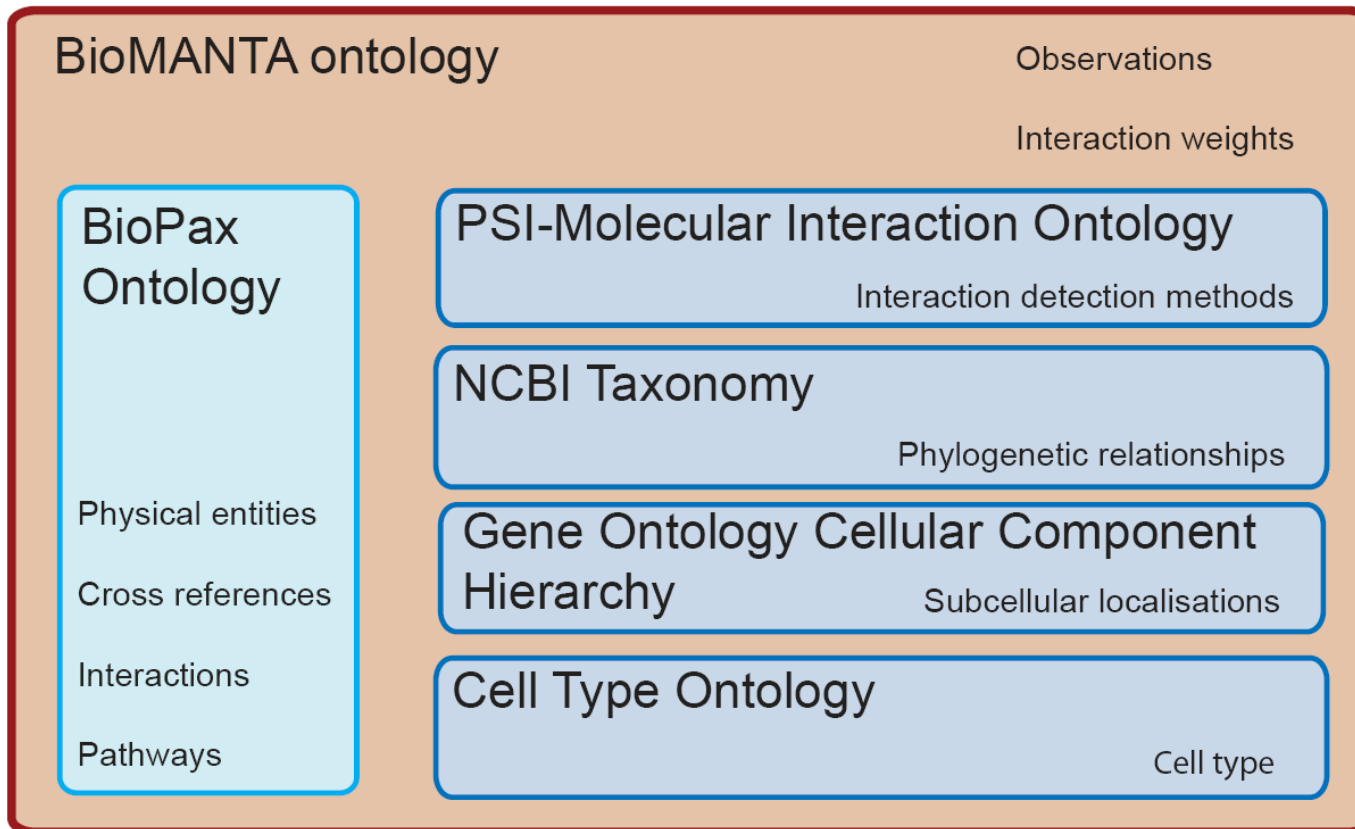 BioMANTA ontology
Observations
Interaction weights
BioPax
Ontology
Physical entities
Cross references
Interactions
Pathways
PSI-Molecular Interaction Ontology
Interaction detection methods
NCBI Taxonomy
Phylogenetic relationships
Gene Ontology Cellular Component
Hierarchy
Subcellular localisations
Cell Type Ontology
Cell type